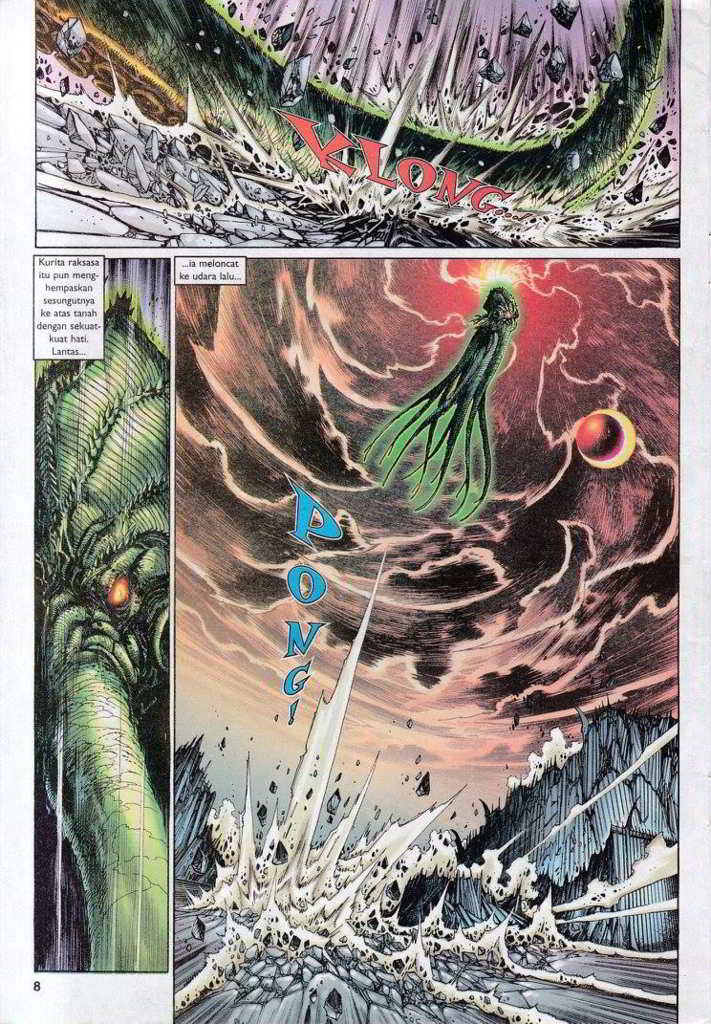 KLONGggg!
Kurita raksasa
itu pun meng-
hempaskan
sesungutnya
ke atas tanah
dengan sekuat-
kuat hati.
Lantas...
...ia meloncat
ke udara lalu...
PONG!
8